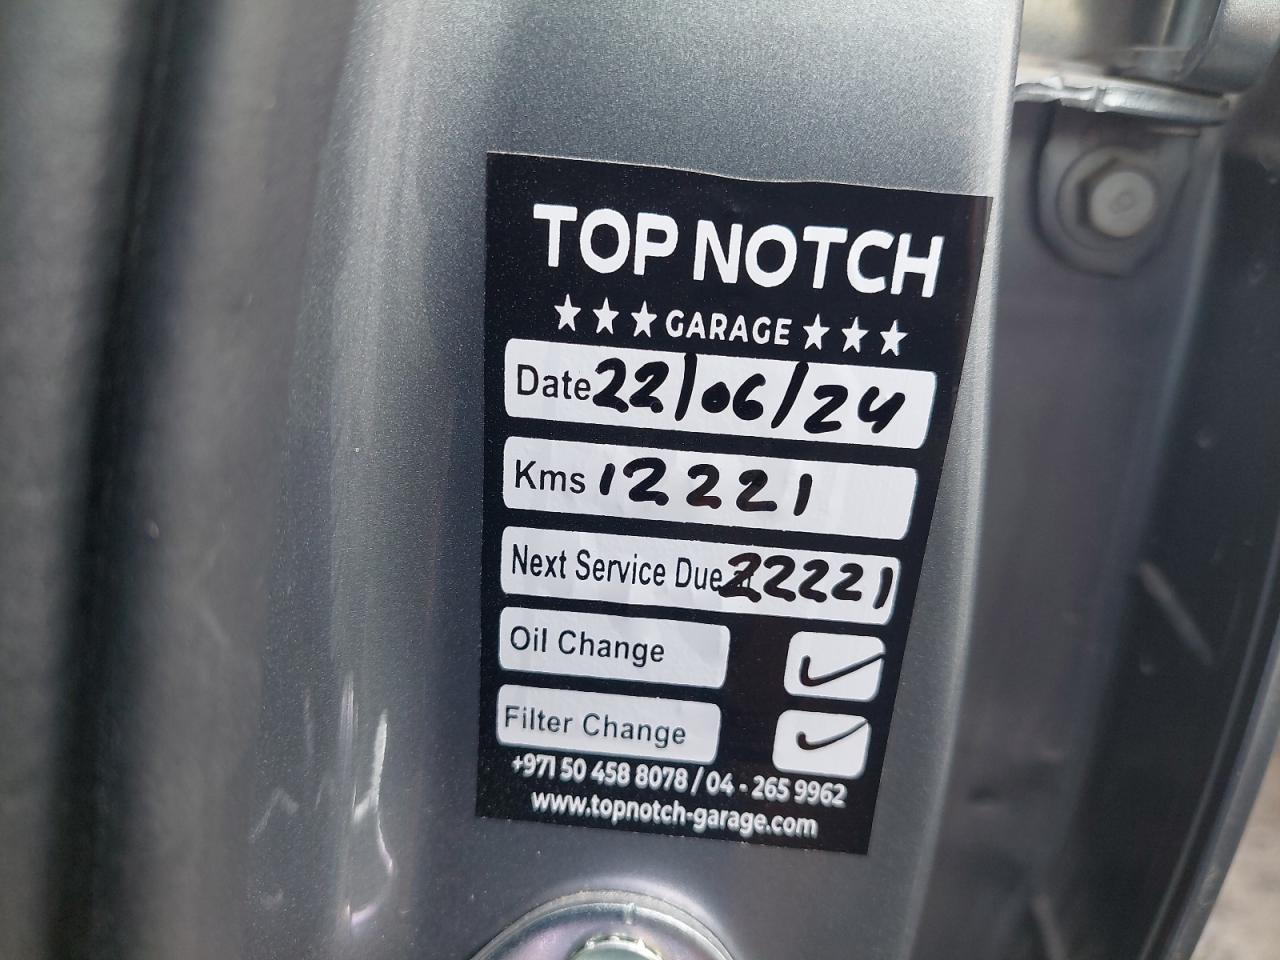 TOP NOTCH
★ ★ ★ GARAGE ★ ★ ★
Date 22/06/24
Kms 12221
Next Service Due 22221
Oil Change ✓
Filter Change ✓
+971 50 458 8078 / 04 - 265 9962
www.topnotch-garage.com